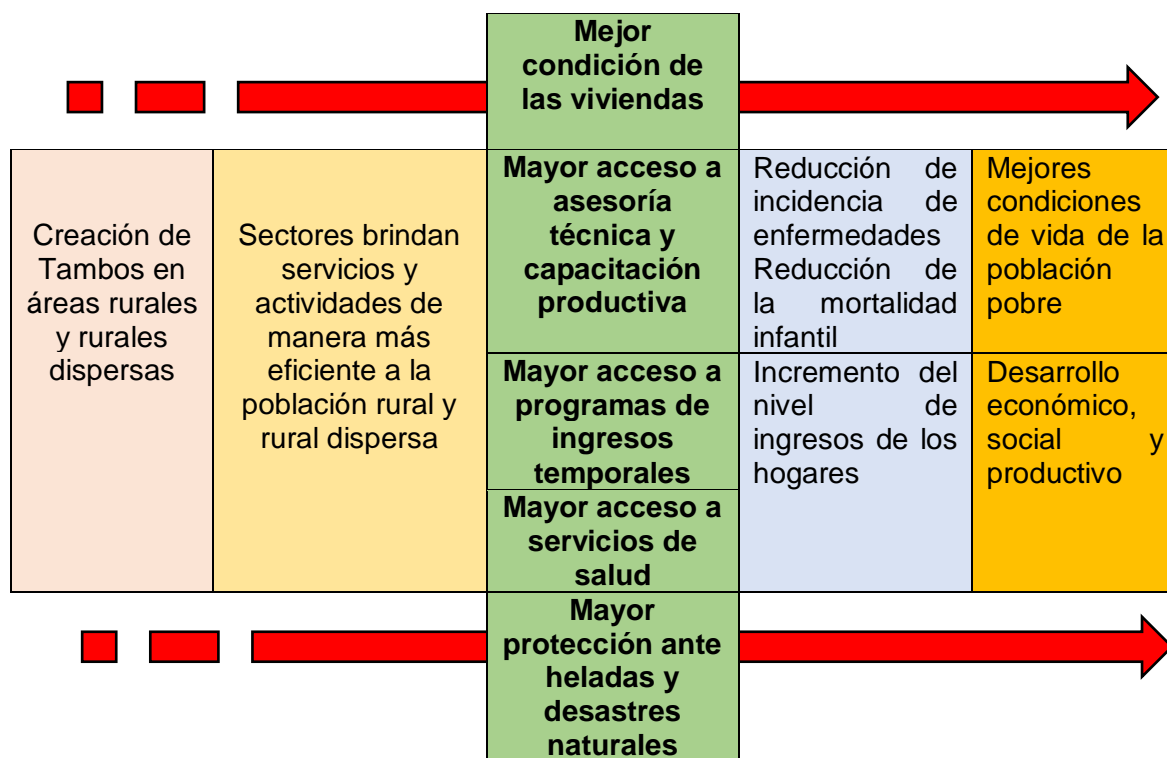 Mejor
condición de
las viviendas
Creación de
Tambos en
áreas rurales
y rurales
dispersas
Sectores brindan
servicios y
actividades de
manera más
eficiente a la
población rural y
rural dispersa
Mayor acceso a
asesoría
técnica y
capacitación
productiva
Mayor acceso a
programas de
ingresos
temporales
Mayor acceso a
servicios de
salud
Mayor
protección ante
heladas y
desastres
naturales
Reducción de
incidencia de
enfermedades
Reducción de
la mortalidad
infantil
Incremento del
nivel de
ingresos de los
hogares
Mejores
condiciones
de vida de la
población
pobre
Desarrollo
económico,
social y
productivo